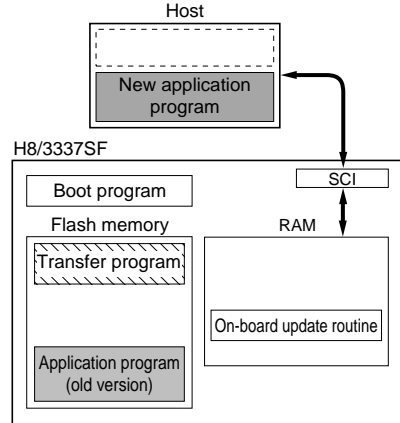 Host
New application
program
H8/3337SF
SCI
Boot program
Flash memory
RAM
Transfer program
On-board update routine
Application program
(old version)